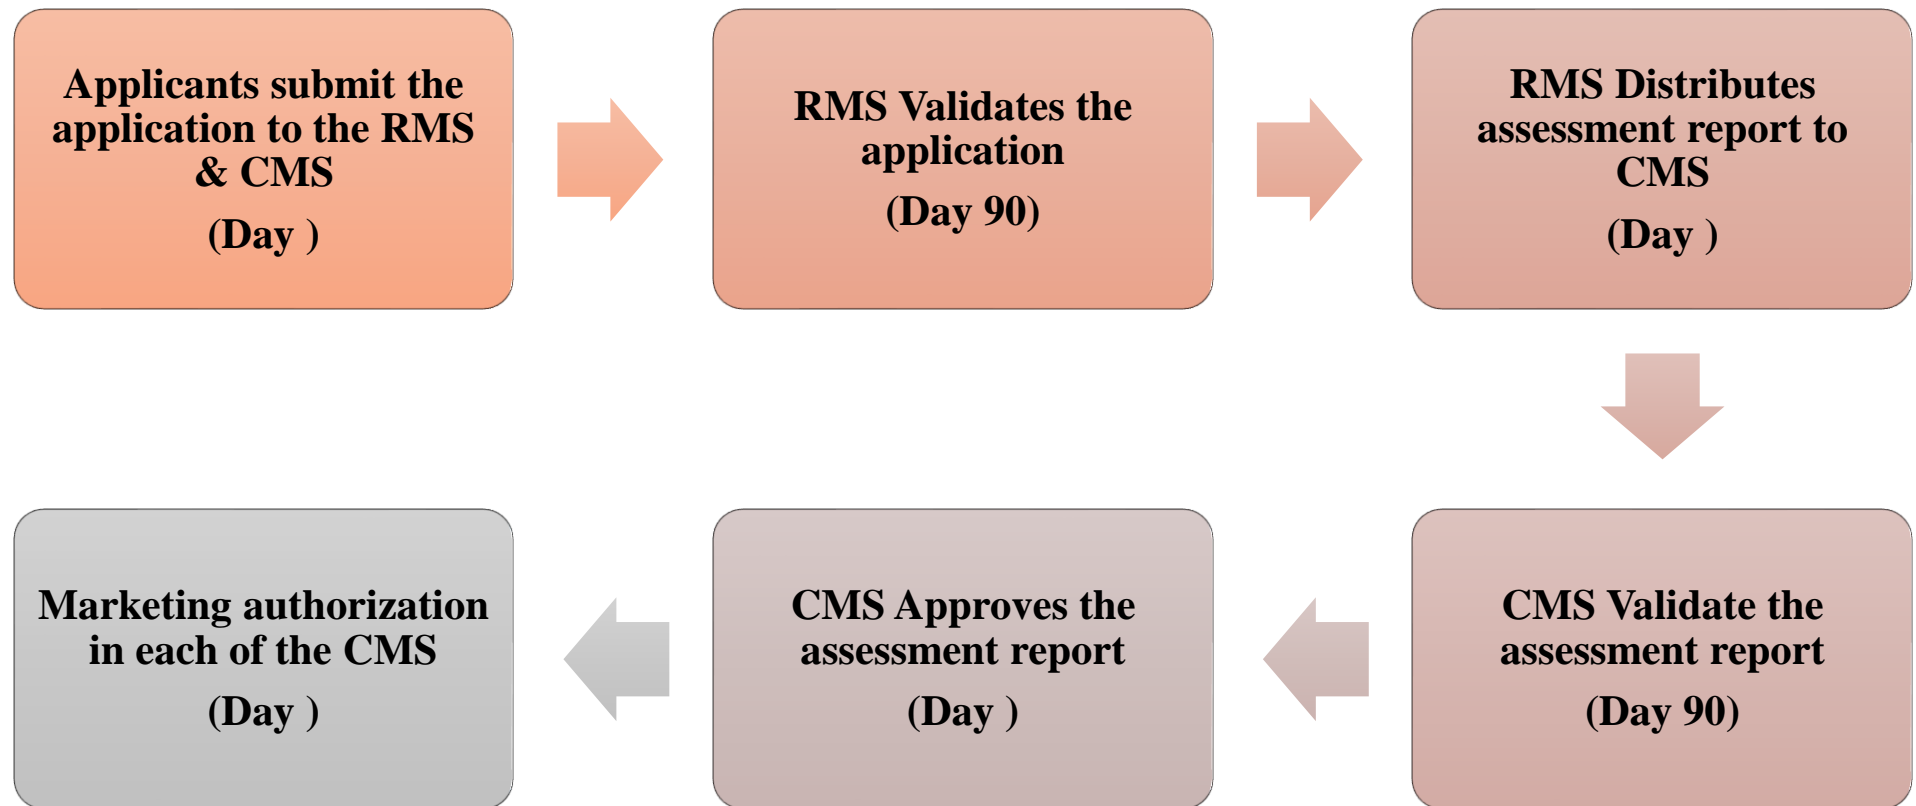 Applicants submit the
application to the RMS
& CMS
(Day )
RMS Validates the
application
(Day 90)
RMS Distributes
assessment report to
CMS
(Day )
CMS Validate the
assessment report
(Day 90)
CMS Approves the
assessment report
(Day )
Marketing authorization
in each of the CMS
(Day )